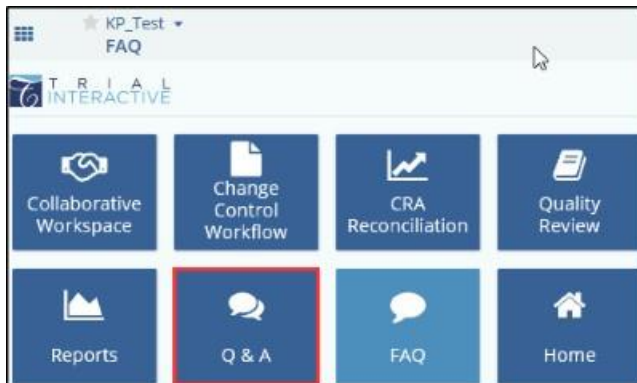 KP_Test
FAQ
TRIAL
INTERACTIVE
Collaborative
Workspace
Change
Control
Workflow
CRA
Reconciliation
Quality
Review
Reports
Q & A
FAQ
Home